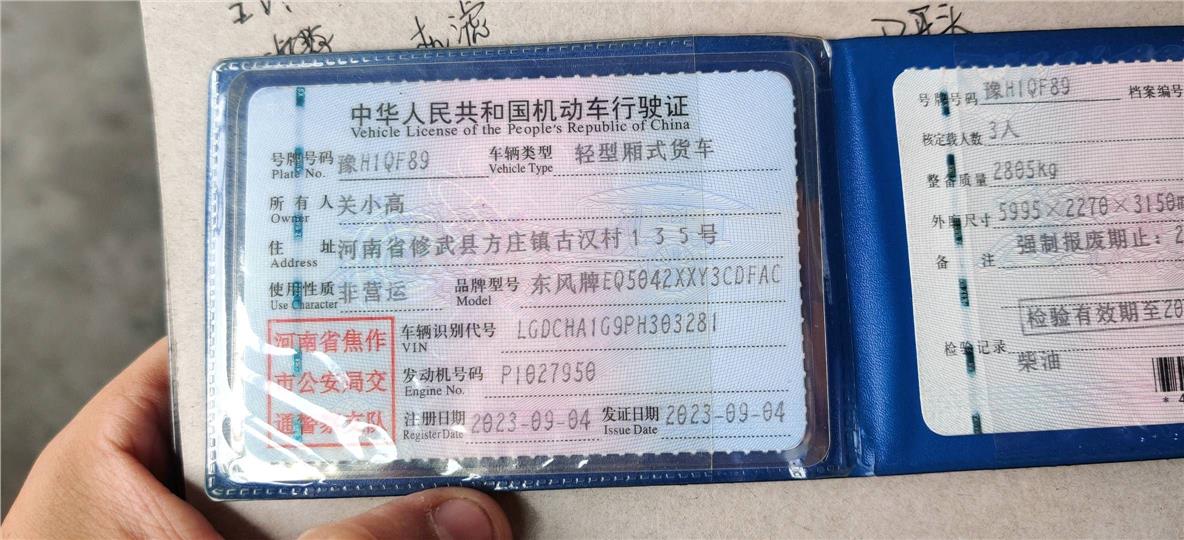 机滤
中华人民共和国机动车行驶证
Vehicle License of the People's Republic of China
号牌号码 豫H1QF89 车辆类型 轻型厢式货车
Plate No. Vehicle Type
所有人 关小高
Owner
住址 河南省修武县方庄镇古汉村135号
Address
使用性质 非营运 品牌型号 东风牌EQ5042XXY3CDFAC
Use Character Model
河南省焦作
市公安局交
通警察支队
车辆识别代号 LGDCHA1G9PH303281
VIN
发动机号码 P1027950
Engine No.
注册日期 2023-09-04 发证日期 2023-09-04
Register Date Issue Date
号牌号码 豫H1QF89 档案编号
核定载人数 3人
整备质量 2805kg
外廓尺寸 5995×2270×3150
备注 强制报废期止：2
检验有效期至20
检验记录
柴油
* 4